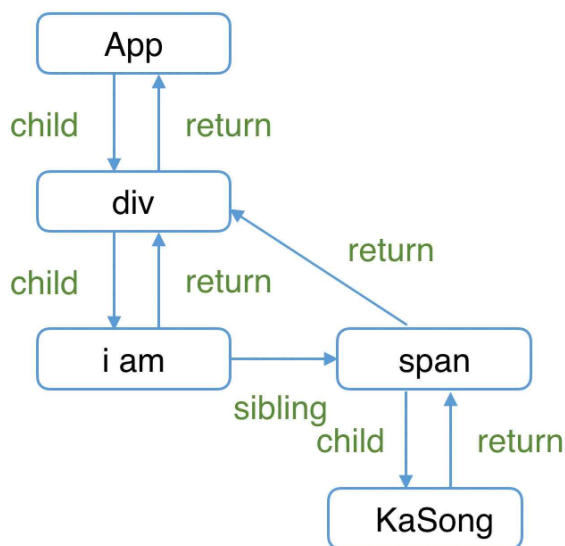 App
child
return
div
return
child
return
i am
span
sibling
child
return
KaSong